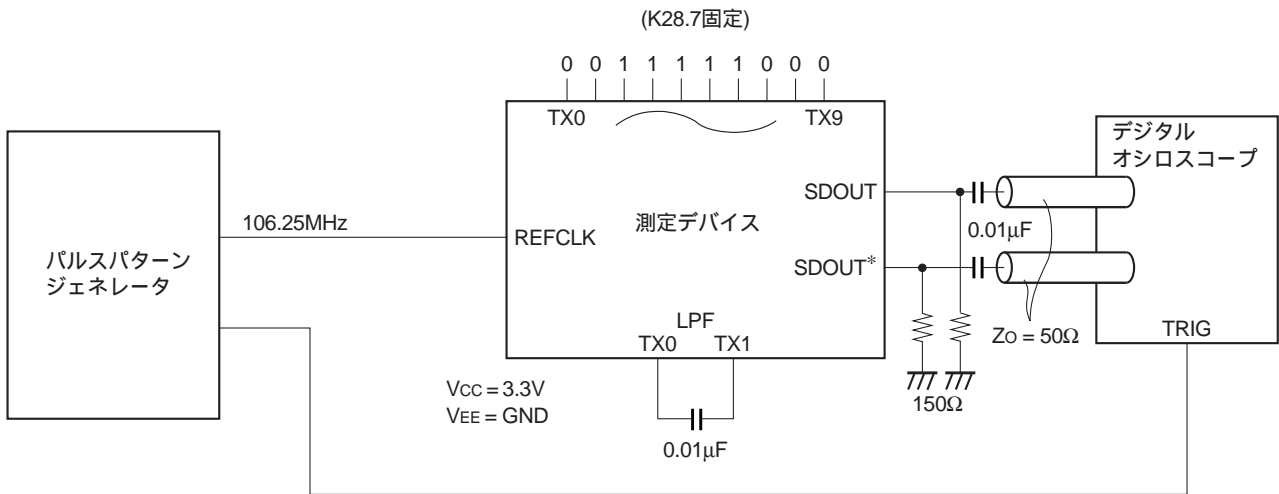 (K28.7固定)
0 0 1 1 1 1 1 0 0 0
TX0 TX9
デジタル
オシロスコープ
SDOUT
0.01μF
106.25MHz
REFCLK
測定デバイス
パルスパターン
ジェネレータ
SDOUT*
LPF
TX0 TX1
ZO = 50Ω
TRIG
VCC = 3.3V
VEE = GND
150Ω
0.01μF